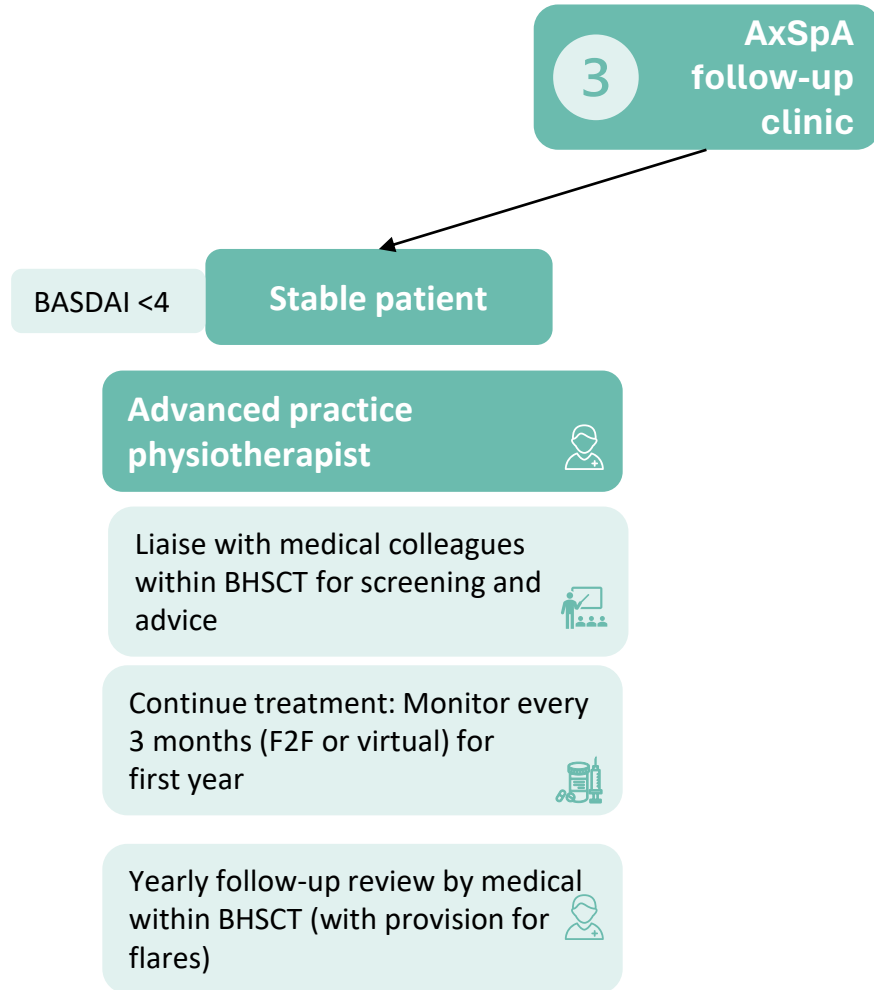 3
AxSpA
follow-up
clinic
BASDAI <4
Stable patient
Advanced practice
physiotherapist
Liaise with medical colleagues
within BHSCT for screening and
advice
Continue treatment: Monitor every
3 months (F2F or virtual) for
first year
Yearly follow-up review by medical
within BHSCT (with provision for
flares)